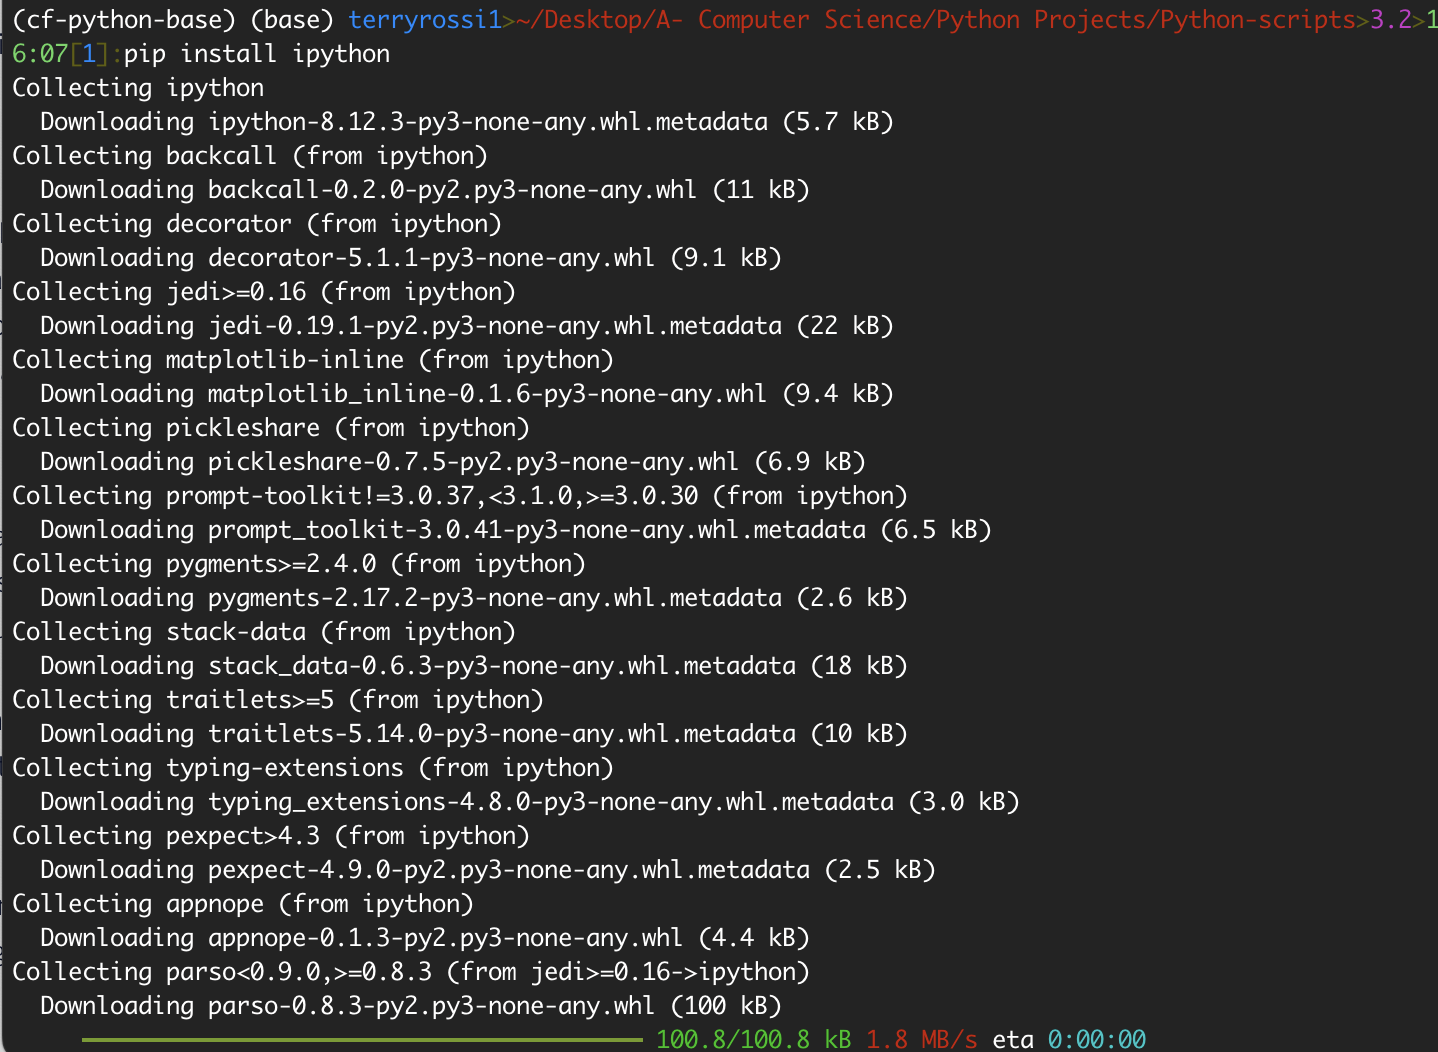 (cf-python-base) (base) terryrossi1>~/Desktop/A- Computer Science/Python Projects/Python-scripts>3.2>1
6:07[1]:pip install ipython
Collecting ipython
  Downloading ipython-8.12.3-py3-none-any.whl.metadata (5.7 kB)
Collecting backcall (from ipython)
  Downloading backcall-0.2.0-py2.py3-none-any.whl (11 kB)
Collecting decorator (from ipython)
  Downloading decorator-5.1.1-py3-none-any.whl (9.1 kB)
Collecting jedi>=0.16 (from ipython)
  Downloading jedi-0.19.1-py2.py3-none-any.whl.metadata (22 kB)
Collecting matplotlib-inline (from ipython)
  Downloading matplotlib_inline-0.1.6-py3-none-any.whl (9.4 kB)
Collecting pickleshare (from ipython)
  Downloading pickleshare-0.7.5-py2.py3-none-any.whl (6.9 kB)
Collecting prompt-toolkit!=3.0.37,<3.1.0,>=3.0.30 (from ipython)
  Downloading prompt_toolkit-3.0.41-py3-none-any.whl.metadata (6.5 kB)
Collecting pygments>=2.4.0 (from ipython)
  Downloading pygments-2.17.2-py3-none-any.whl.metadata (2.6 kB)
Collecting stack-data (from ipython)
  Downloading stack_data-0.6.3-py3-none-any.whl.metadata (18 kB)
Collecting traitlets>=5 (from ipython)
  Downloading traitlets-5.14.0-py3-none-any.whl.metadata (10 kB)
Collecting typing-extensions (from ipython)
  Downloading typing_extensions-4.8.0-py3-none-any.whl.metadata (3.0 kB)
Collecting pexpect>4.3 (from ipython)
  Downloading pexpect-4.9.0-py2.py3-none-any.whl.metadata (2.5 kB)
Collecting appnope (from ipython)
  Downloading appnope-0.1.3-py2.py3-none-any.whl (4.4 kB)
Collecting parso<0.9.0,>=0.8.3 (from jedi>=0.16->ipython)
  Downloading parso-0.8.3-py2.py3-none-any.whl (100 kB)
100.8/100.8 kB 1.8 MB/s eta 0:00:00